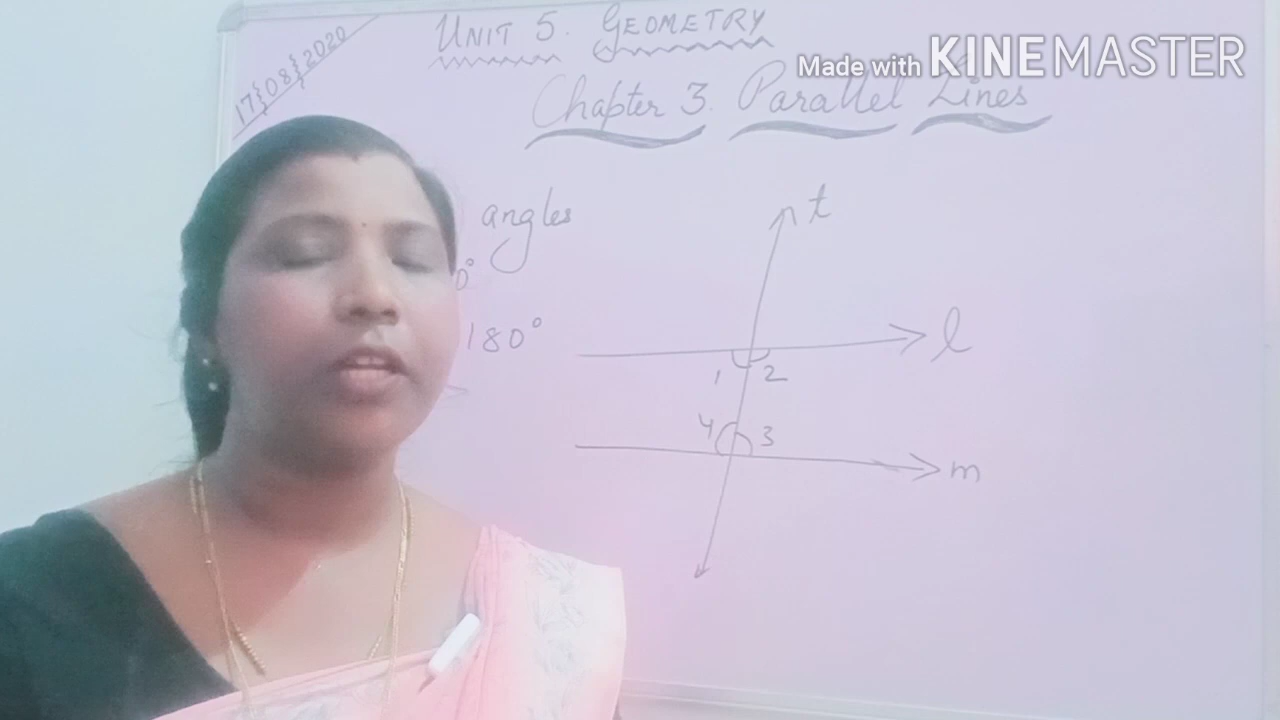 17/08/2020
UNIT 5. GEOMETRY
Made with KINEMASTER
Chapter 3. Parallel Lines
angles
t
0°
180°
l
1 2
4 3
m